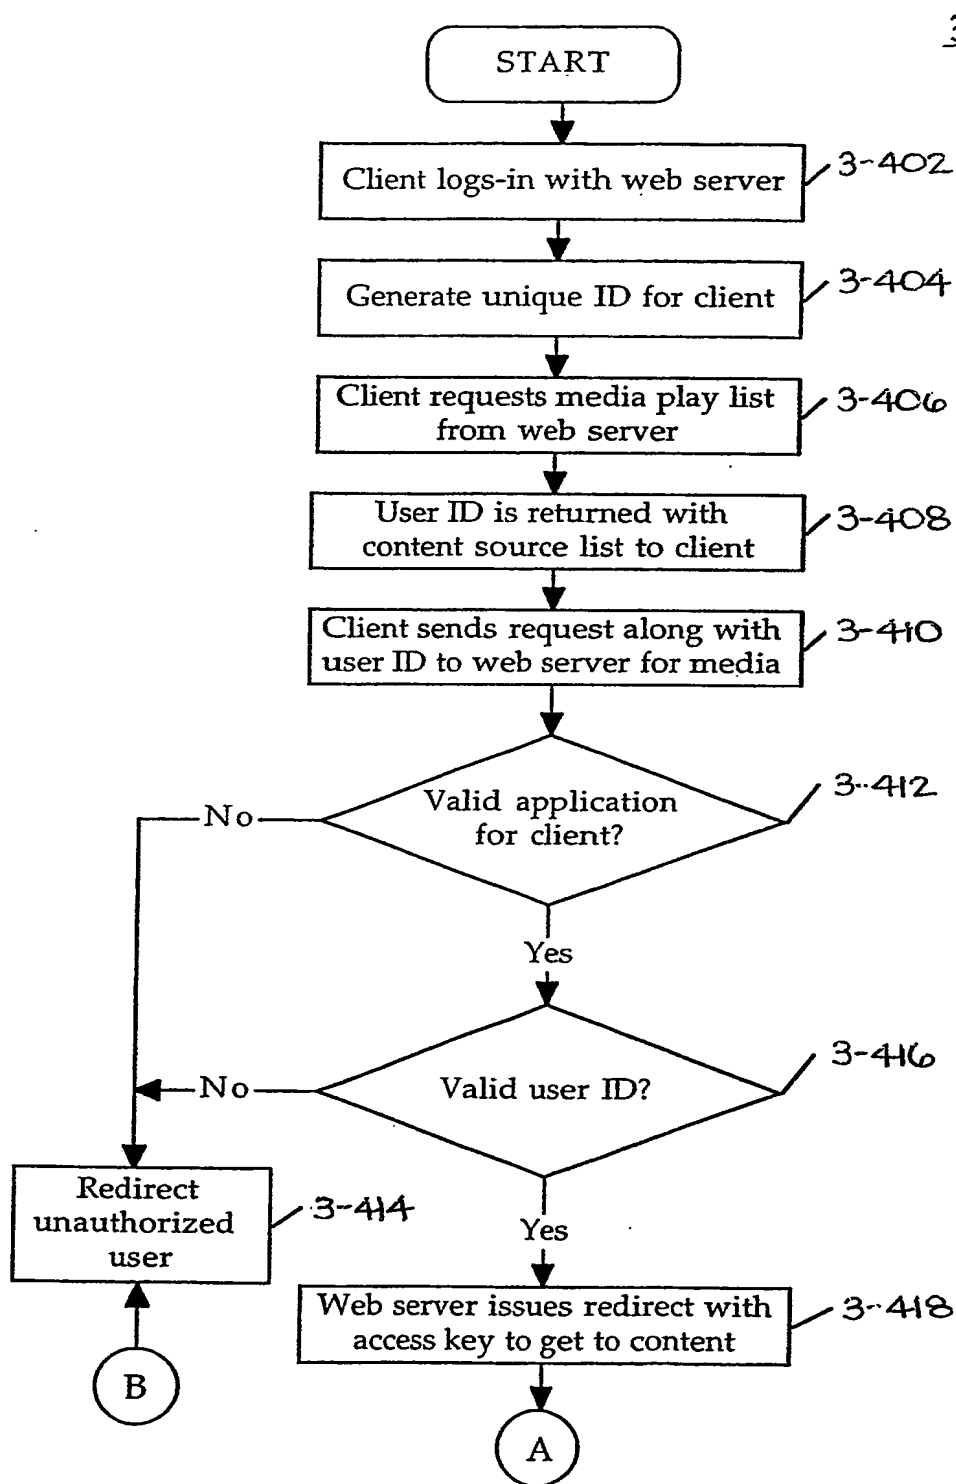 START
Client logs-in with web server
3-402
Generate unique ID for client
3-404
Client requests media play list
from web server
3-406
User ID is returned with
content source list to client
3-408
Client sends request along with
user ID to web server for media
3-410
Valid application
for client?
3-412
No
Yes
Valid user ID?
3-416
No
Redirect
unauthorized
user
3-414
Yes
Web server issues redirect with
access key to get to content
3-418
B
A